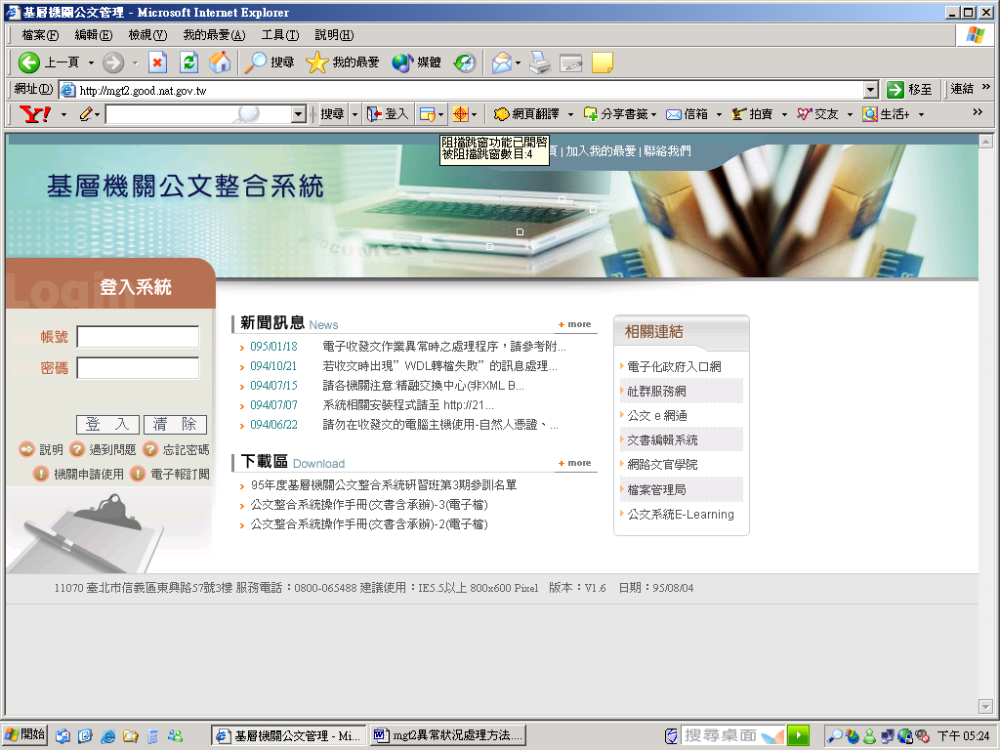 基層機關公文管理 - Microsoft Internet Explorer
檔案(F) 編輯(E) 檢視(V) 我的最愛(A) 工具(T) 說明(H)
上一頁 搜尋 我的最愛 媒體
網址(D) http://mgt2.good.nat.gov.tw 移至 連結 »
Y! 搜尋 登入 網頁翻譯 分享書籤 信箱 拍賣 交友 生活+ »
阻擋跳窗功能已開啓
被阻擋跳窗數目:4
頁 | 加入我的最愛 | 聯絡我們
基層機關公文整合系統
DOCUMENT
Login
登入系統
帳號
密碼
登 入 清 除
說明 遇到問題 忘記密碼
機關申請使用 電子報訂閱
新聞訊息 News + more
095/01/18 電子收發文作業異常時之處理程序，請參考附...
094/10/21 若收文時出現”WDL轉檔失敗”的訊息處理...
094/07/15 請各機關注意:精融交換中心(非XML B...
094/07/07 系統相關安裝程式請至 http://21...
094/06/22 請勿在收發文的電腦主機使用-自然人憑證、...
下載區 Download + more
95年度基層機關公文整合系統研習班第3期參訓名單
公文整合系統操作手冊(文書含承辦)-3(電子檔)
公文整合系統操作手冊(文書含承辦)-2(電子檔)
相關連結
電子化政府入口網
社群服務網
公文 e 網通
文書編輯系統
網路文官學院
檔案管理局
公文系統E-Learning
11070 臺北市信義區東興路57號3樓 服務電話：0800-065488 建議使用：IE5.5以上 800x600 Pixel 版本：V1.6 日期：95/08/04
開始 基層機關公文管理 - Mi... mgt2異常狀況處理方法.... 搜尋桌面 下午 05:24